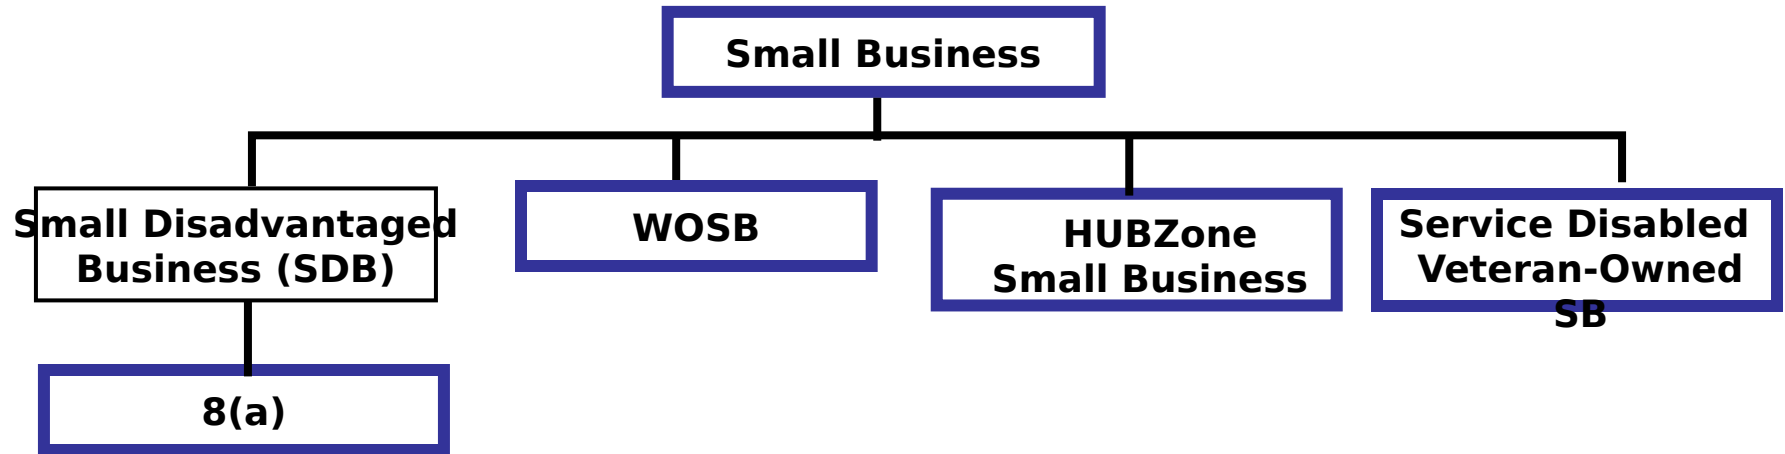 Small Business
Small Disadvantaged
Business (SDB)
WOSB
HUBZone
Small Business
Service Disabled
Veteran-Owned
SB
8(a)